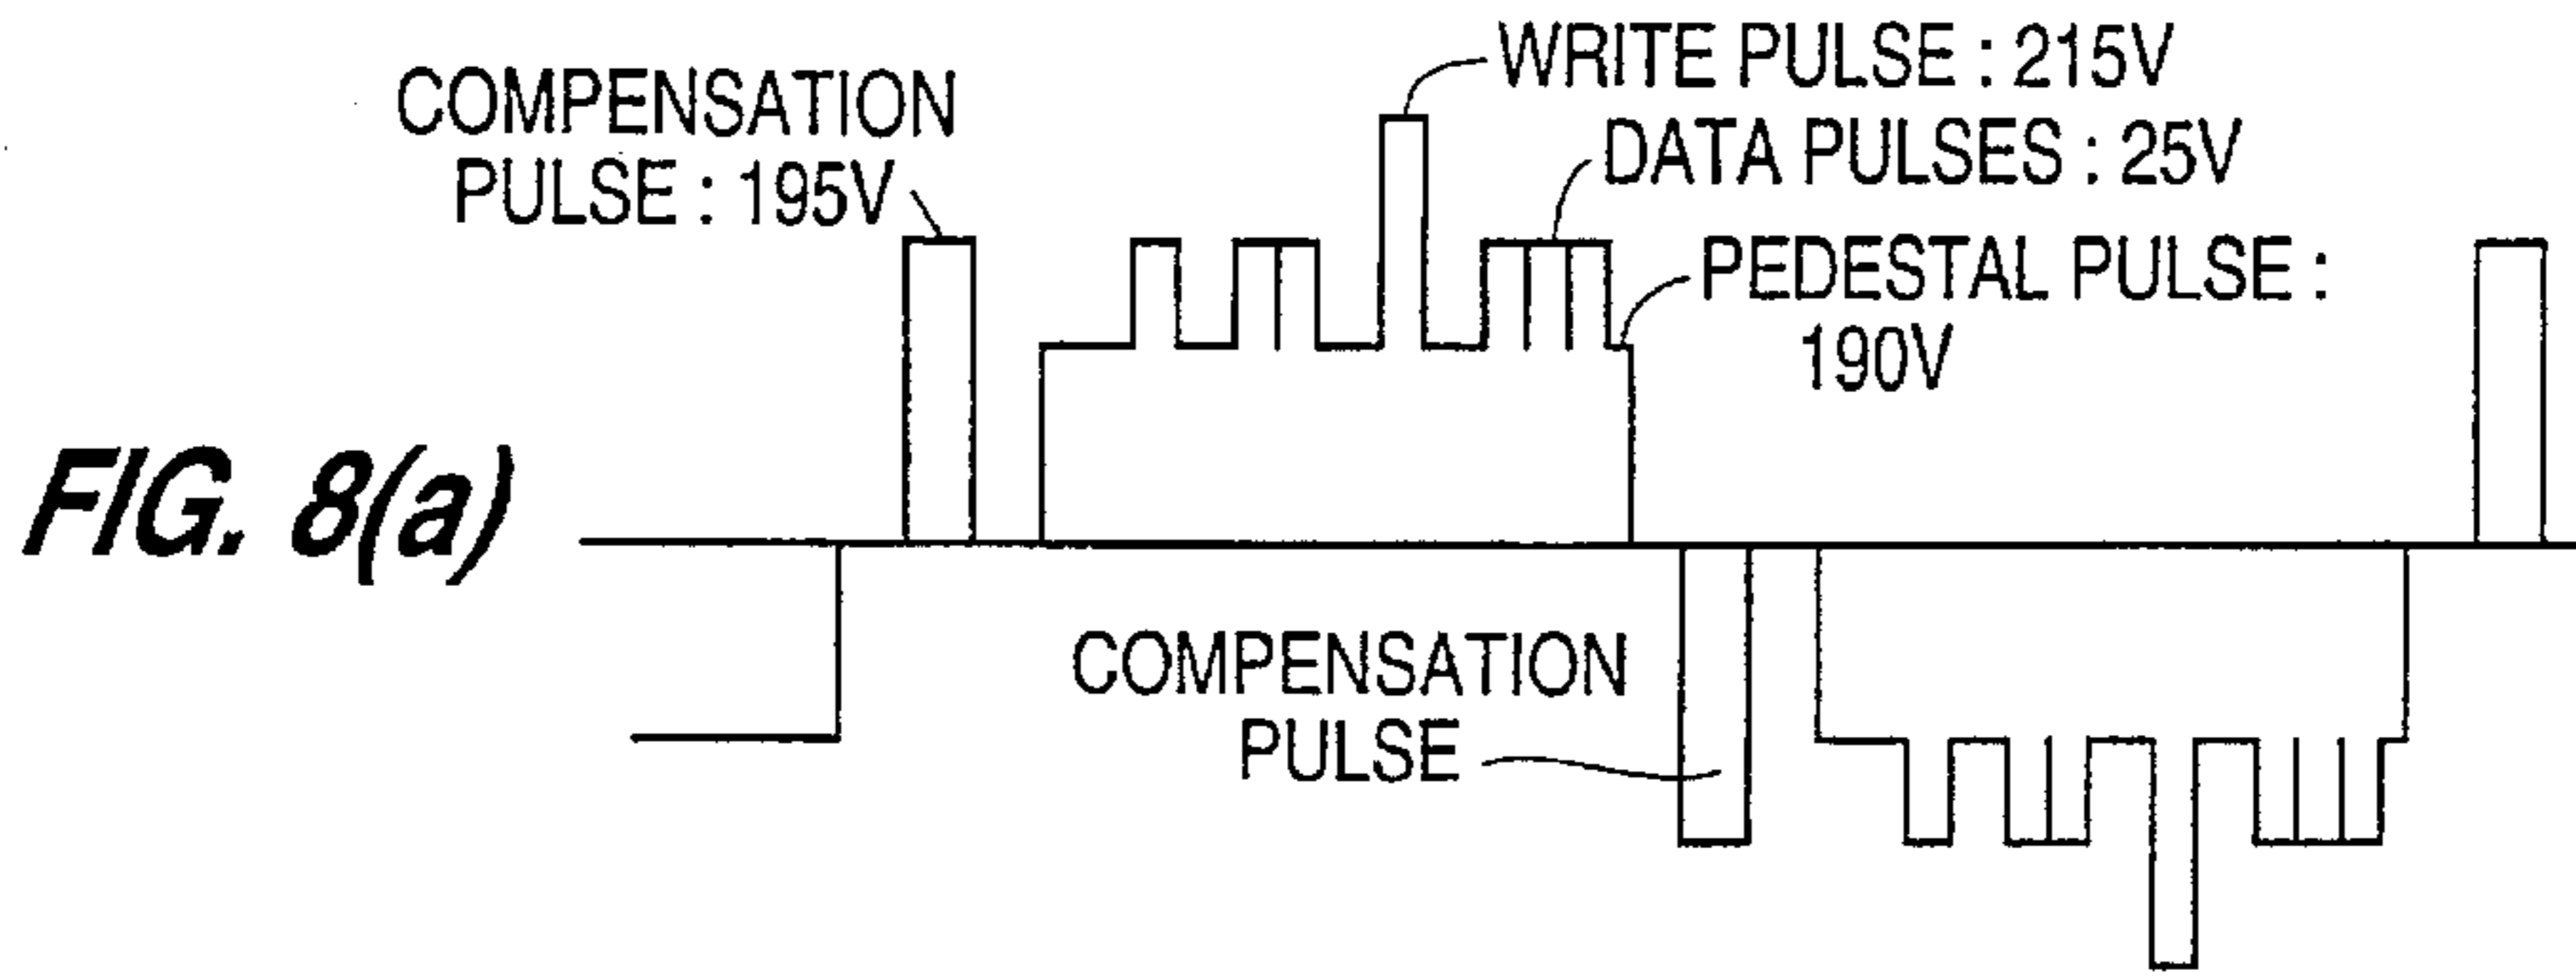 COMPENSATION
PULSE : 195V
WRITE PULSE : 215V
DATA PULSES : 25V
PEDESTAL PULSE :
190V
FIG. 8(a)
COMPENSATION
PULSE